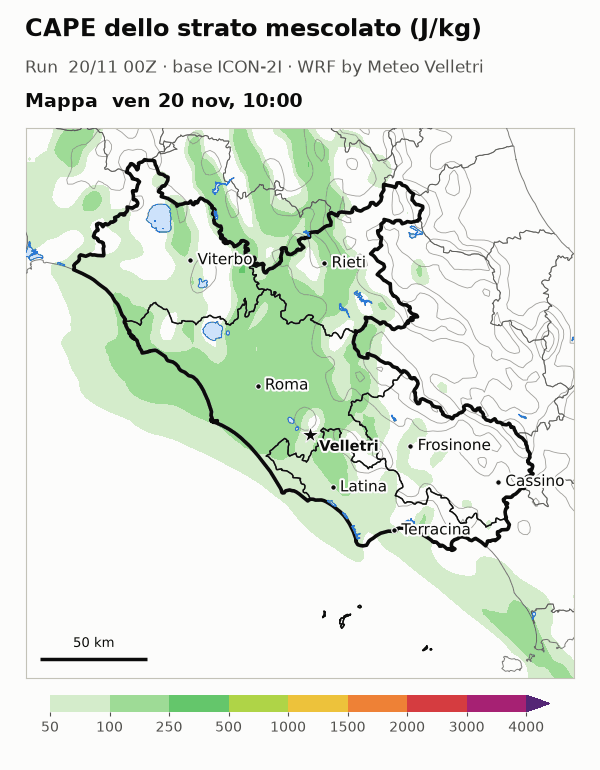 CAPE dello strato mescolato (J/kg)
Run  20/11 00Z · base ICON-2I · WRF by Meteo Velletri
Mappa  ven 20 nov, 10:00
Viterbo
Rieti
Roma
Velletri
Frosinone
Latina
Cassino
Terracina
50 km
50 100 250 500 1000 1500 2000 3000 4000